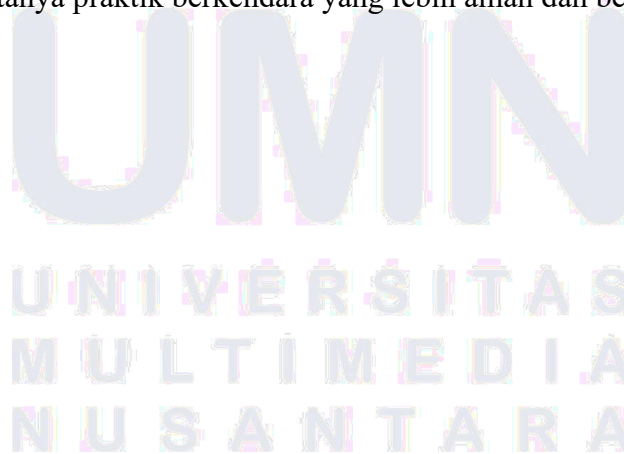 praktik berkendara yang lebih aman dan
UMN
UNIVERSITAS
MULTIMEDIA
NUSANTARA